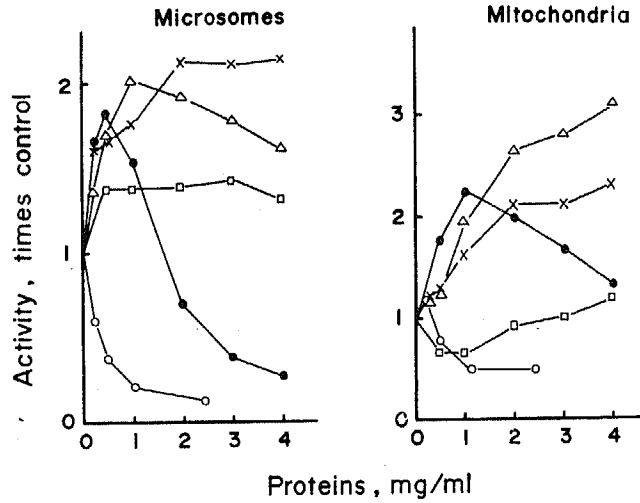 Microsomes
Mitochondria
Activity, times control
2
1
0
0 1 2 3 4
3
2
1
0
0 1 2 3 4
Proteins, mg/ml